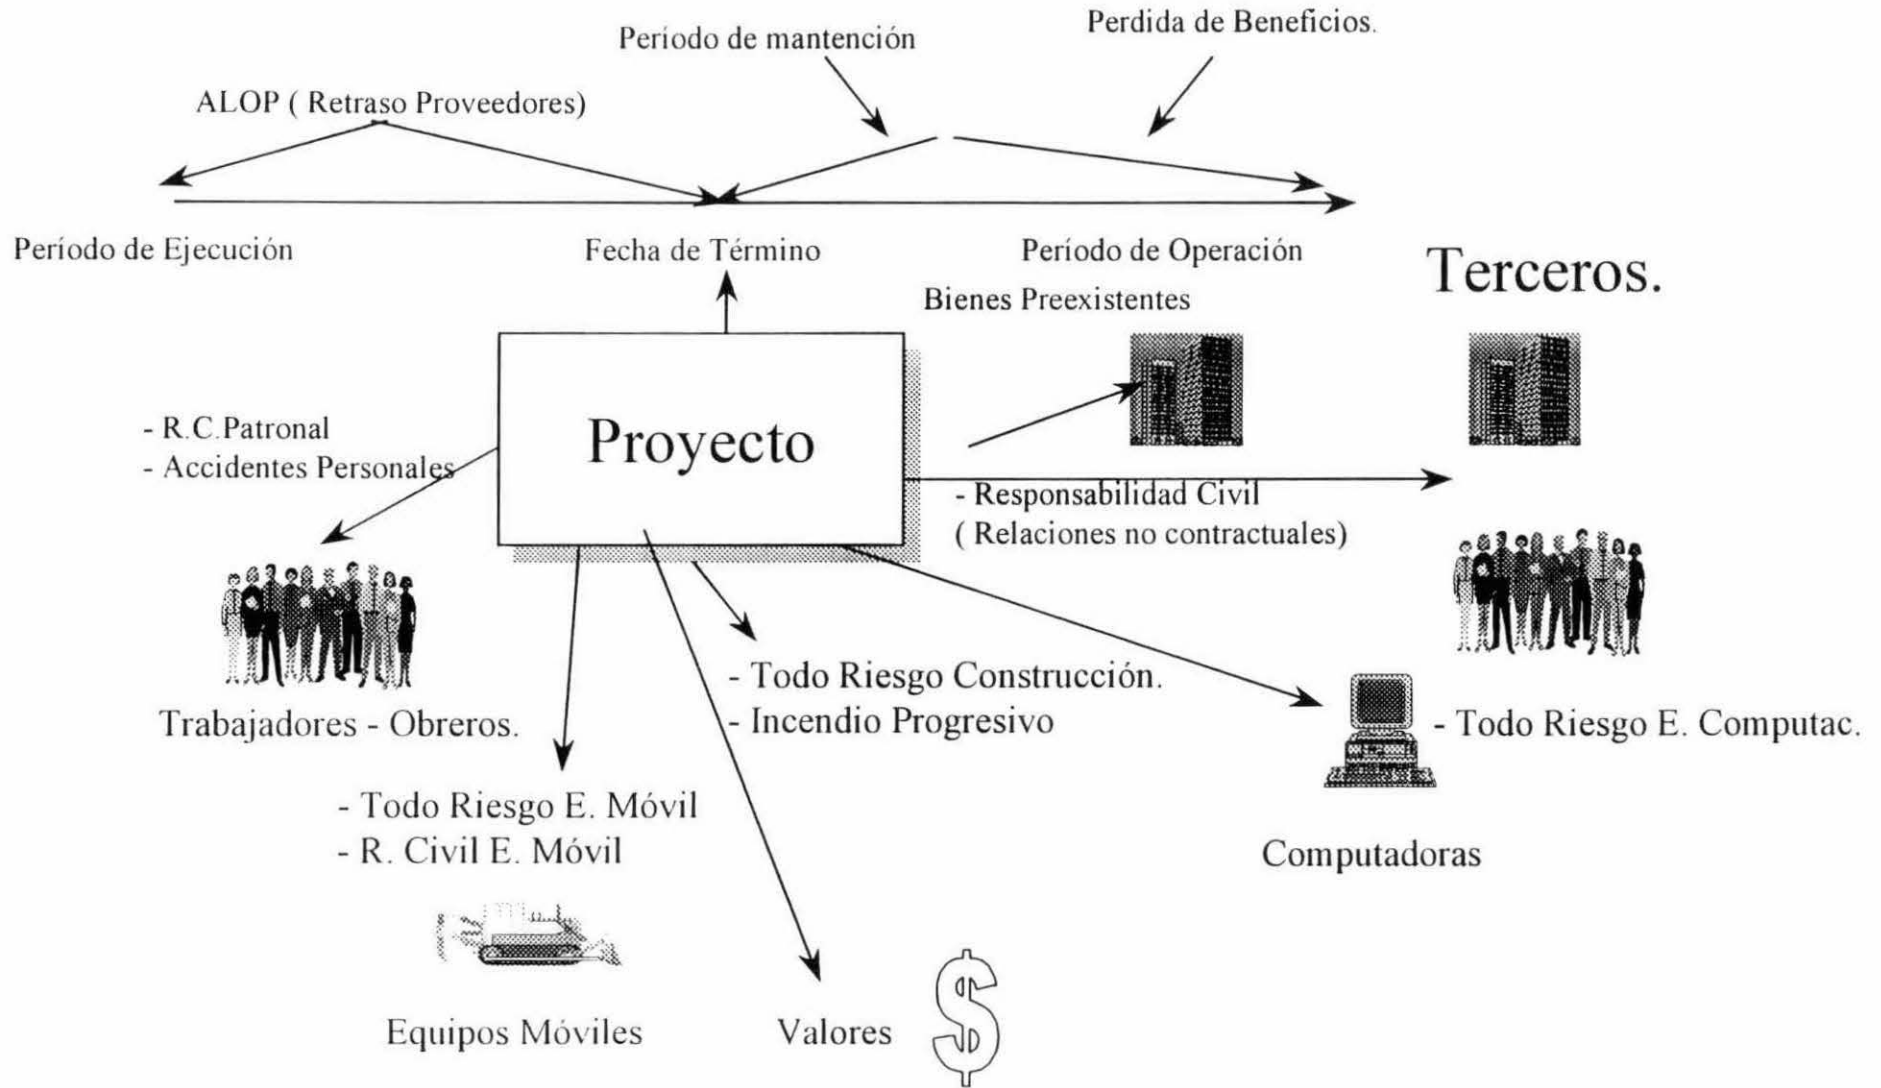 Perdida de Beneficios.
Período de mantención
ALOP ( Retraso Proveedores)
Período de Ejecución
Fecha de Término
Período de Operación
Terceros.
Bienes Preexistentes
- R.C.Patronal
- Accidentes Personales
Proyecto
- Responsabilidad Civil
( Relaciones no contractuales)
Trabajadores - Obreros.
- Todo Riesgo Construcción.
- Incendio Progresivo
- Todo Riesgo E. Computac.
- Todo Riesgo E. Móvil
- R. Civil E. Móvil
Computadoras
Equipos Móviles
Valores
$